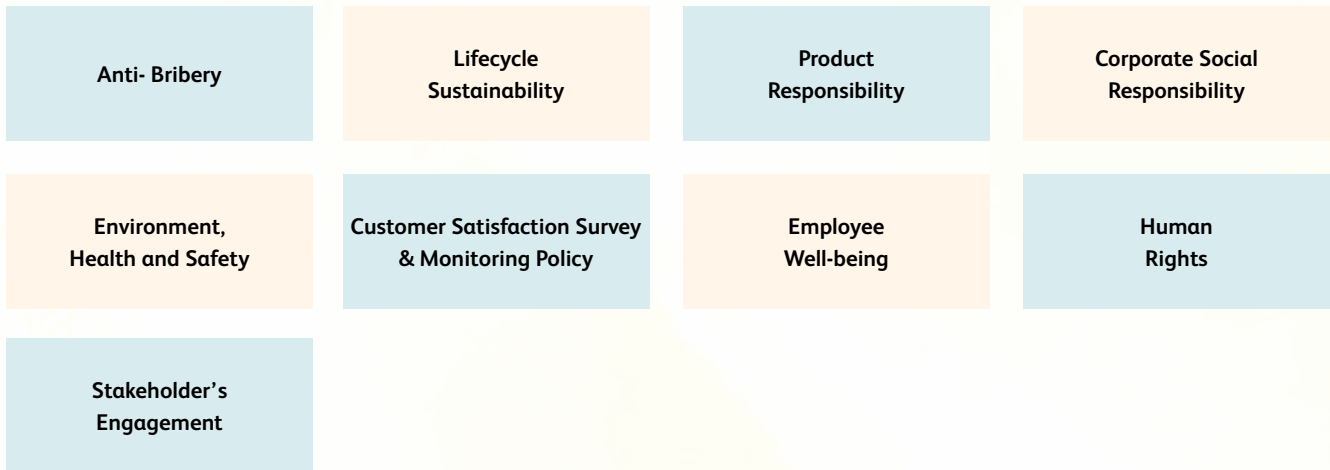 Anti- Bribery
Lifecycle
Sustainability
Product
Responsibility
Corporate Social
Responsibility
Environment,
Health and Safety
Customer Satisfaction Survey
& Monitoring Policy
Employee
Well-being
Human
Rights
Stakeholder’s
Engagement